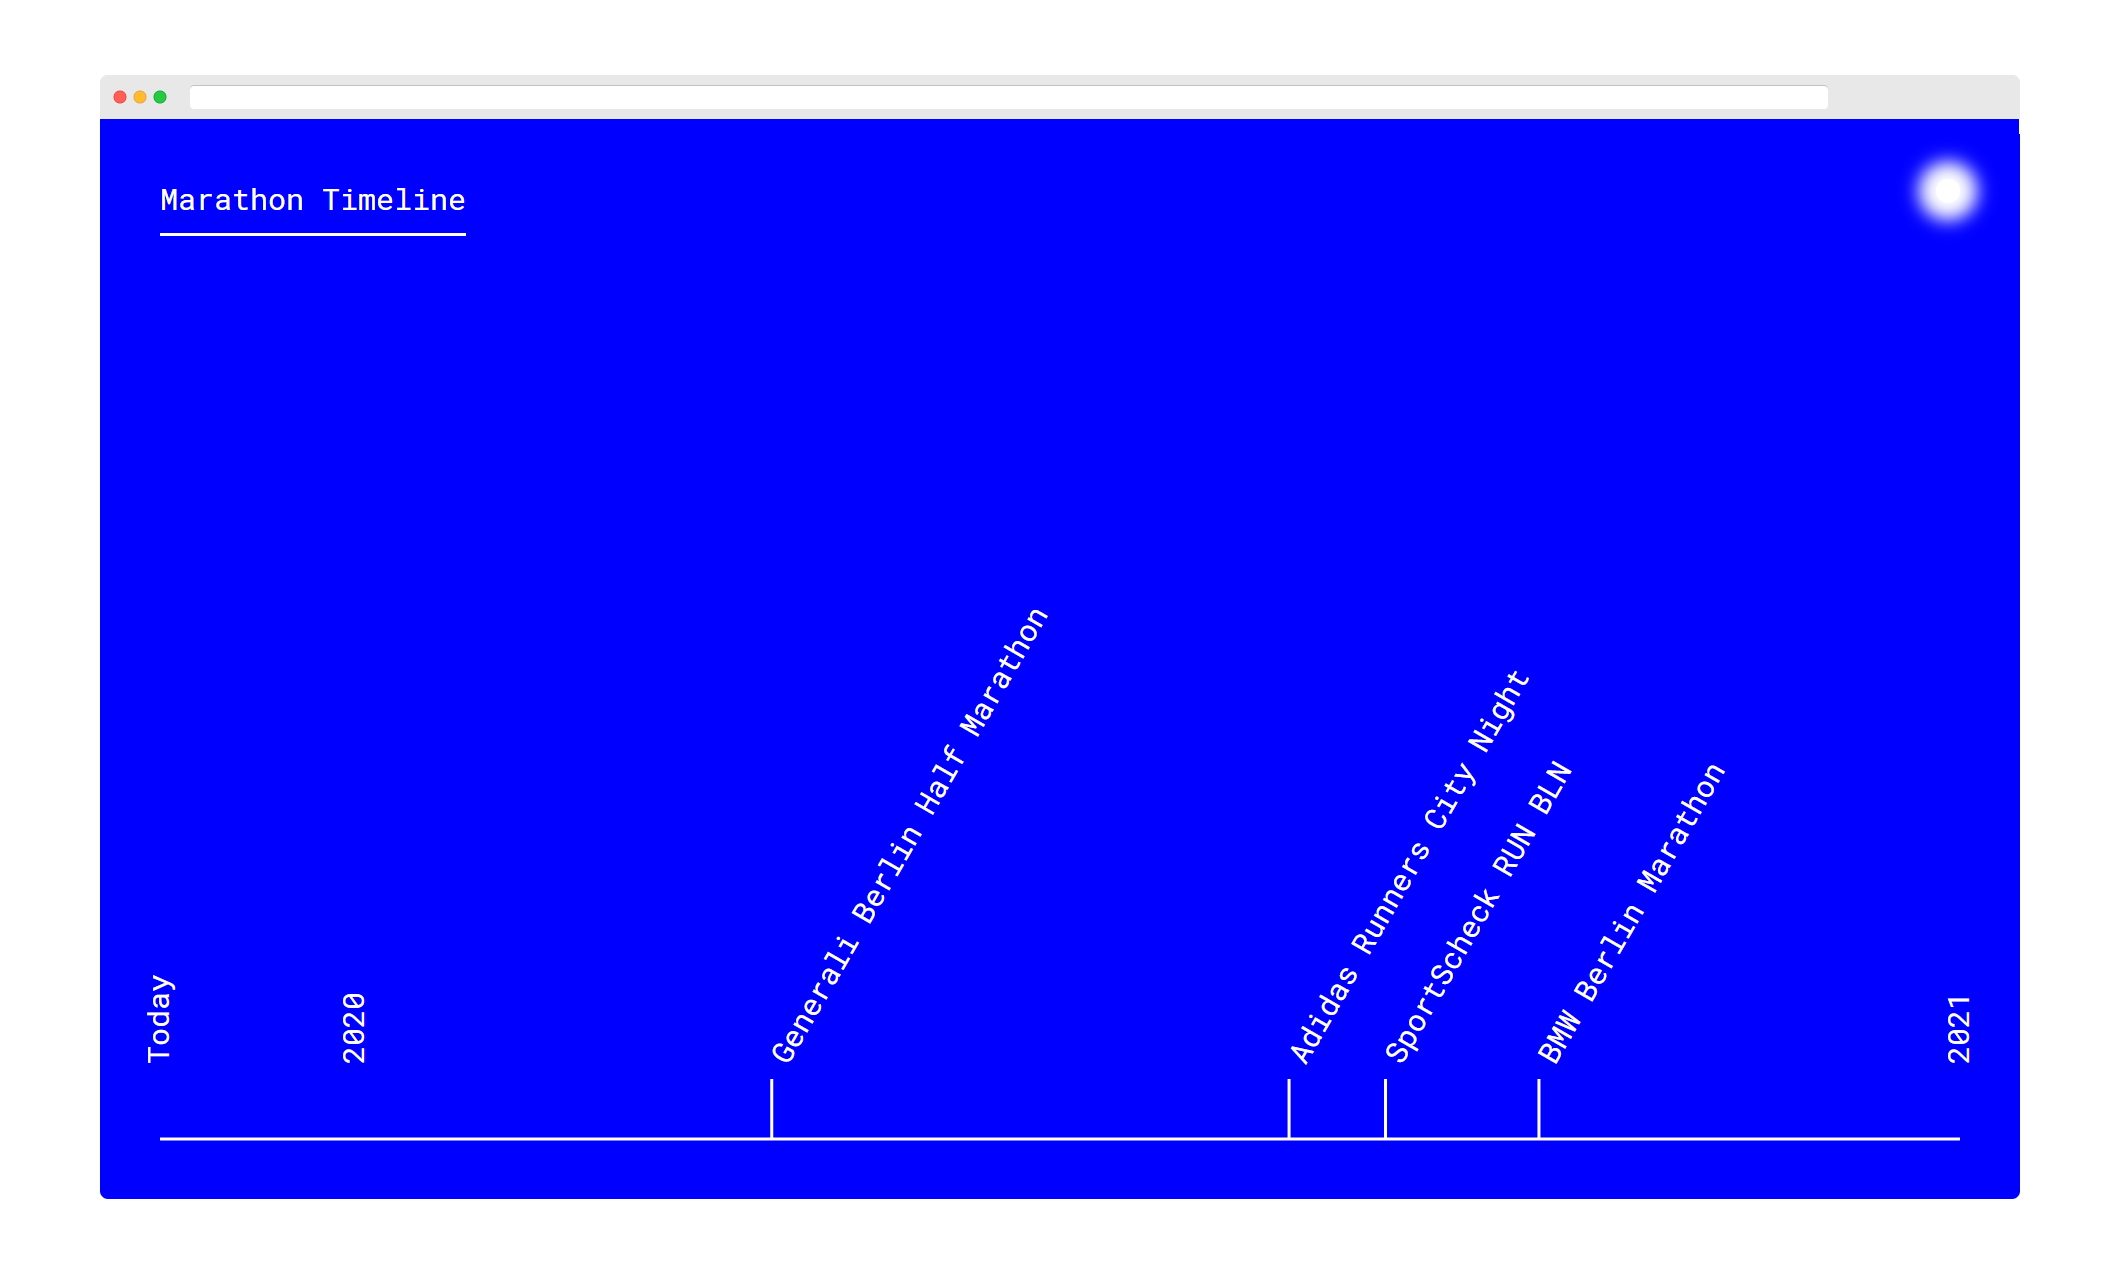 Marathon Timeline
Today
2020
Generali Berlin Half Marathon
Adidas Runners City Night
SportScheck RUN BLN
BMW Berlin Marathon
2021